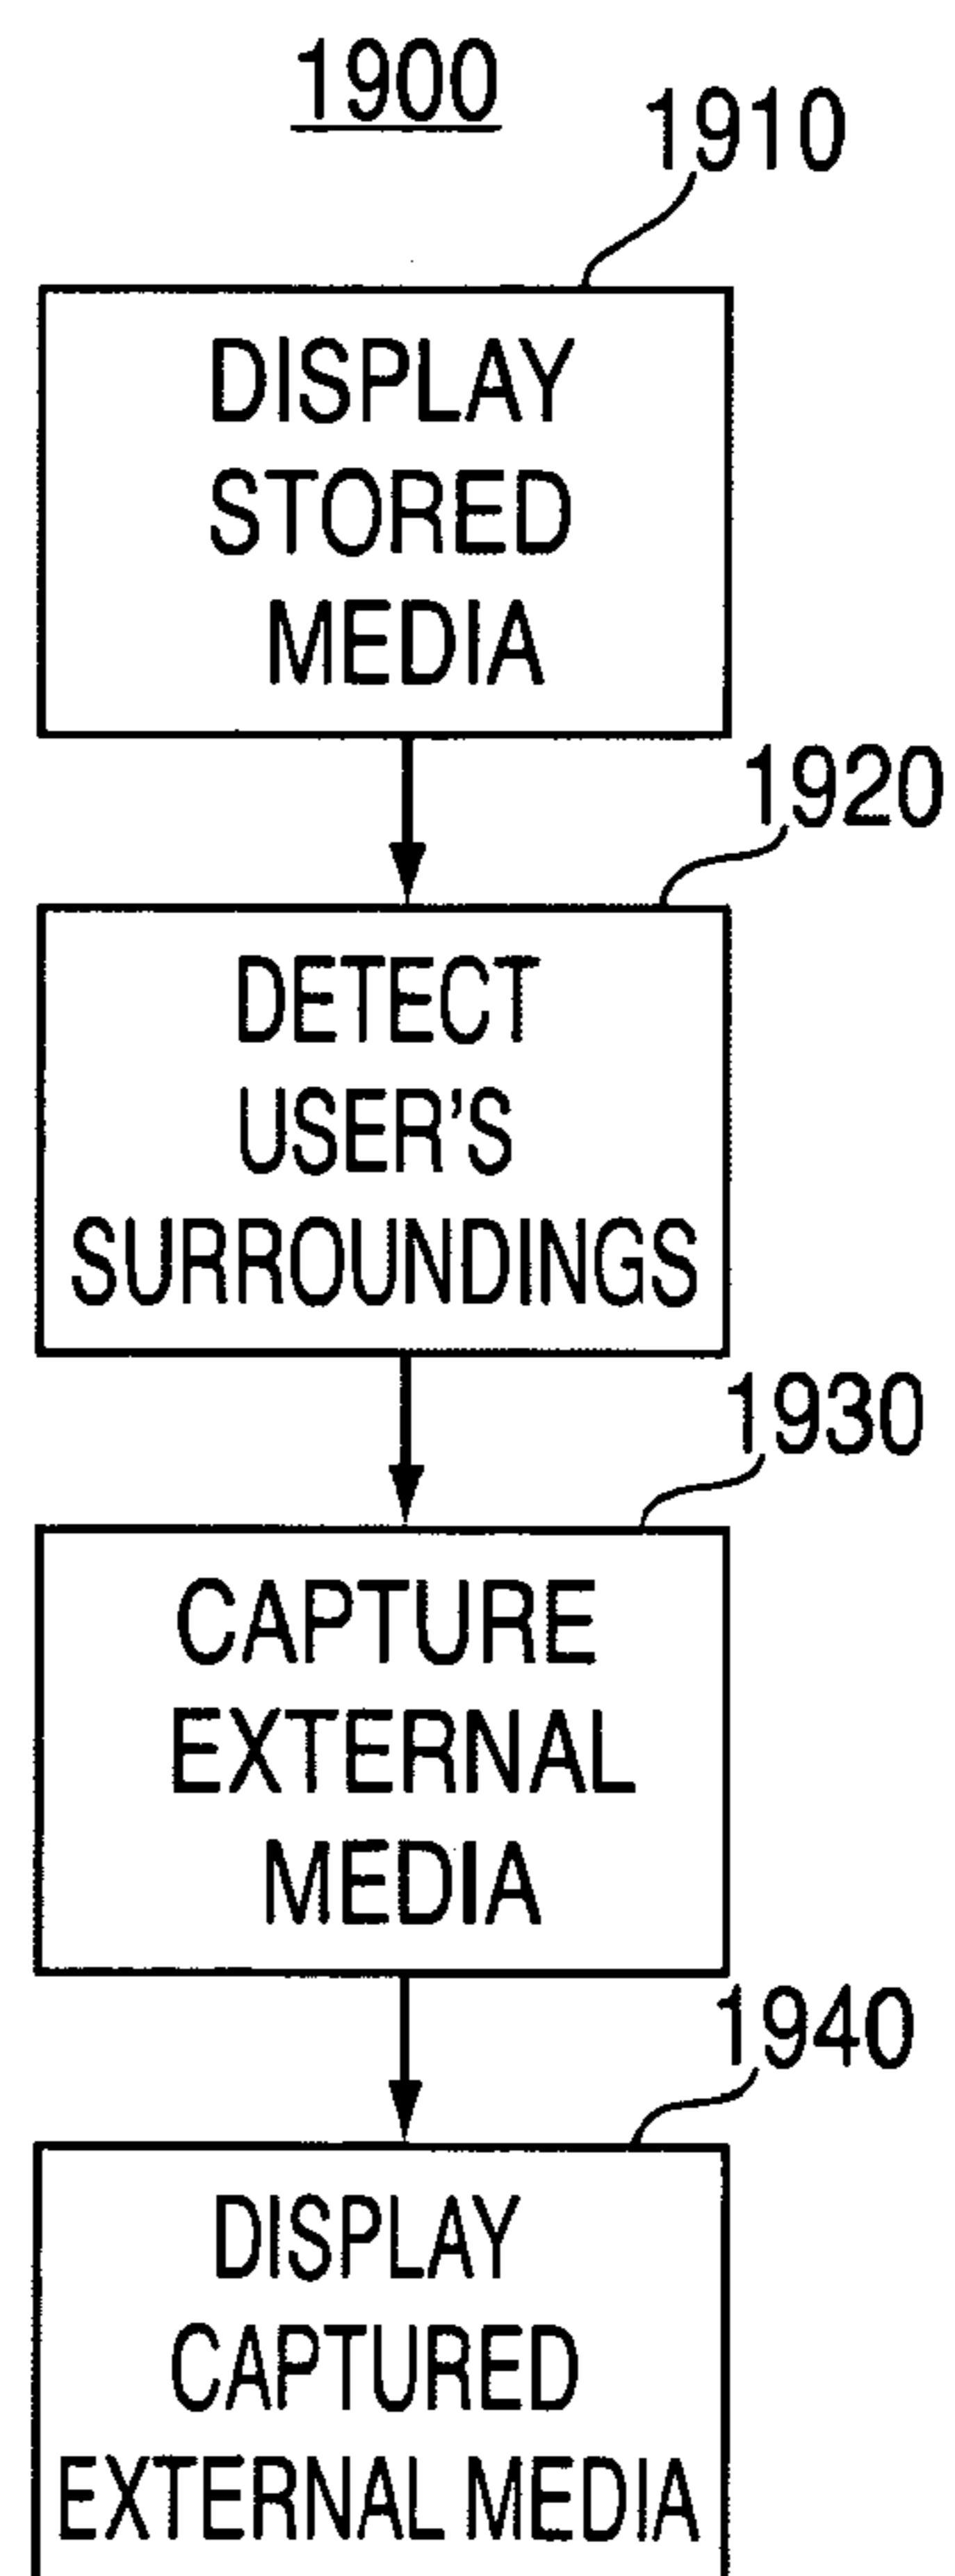 1900
1910
DISPLAY
STORED
MEDIA
1920
DETECT
USER'S
SURROUNDINGS
1930
CAPTURE
EXTERNAL
MEDIA
1940
DISPLAY
CAPTURED
EXTERNAL MEDIA